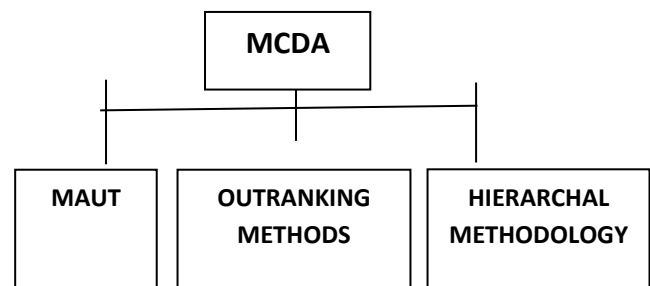 MCDA
MAUT
OUTRANKING
METHODS
HIERARCHAL
METHODOLOGY